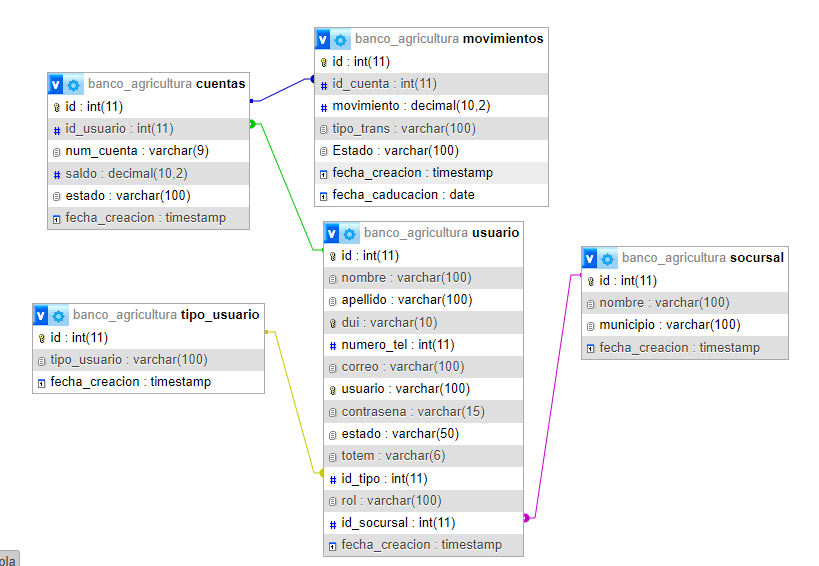 banco_agricultura movimientos
id : int(11)
id_cuenta : int(11)
movimiento : decimal(10,2)
tipo_trans : varchar(100)
Estado : varchar(100)
fecha_creacion : timestamp
fecha_caducacion : date
banco_agricultura cuentas
id : int(11)
id_usuario : int(11)
num_cuenta : varchar(9)
saldo : decimal(10,2)
estado : varchar(100)
fecha_creacion : timestamp
banco_agricultura usuario
id : int(11)
nombre : varchar(100)
apellido : varchar(100)
dui : varchar(10)
numero_tel : int(11)
correo : varchar(100)
usuario : varchar(100)
contrasena : varchar(15)
estado : varchar(50)
totem : varchar(6)
id_tipo : int(11)
rol : varchar(100)
id_socursal : int(11)
fecha_creacion : timestamp
banco_agricultura socursal
id : int(11)
nombre : varchar(100)
municipio : varchar(100)
fecha_creacion : timestamp
banco_agricultura tipo_usuario
id : int(11)
tipo_usuario : varchar(100)
fecha_creacion : timestamp